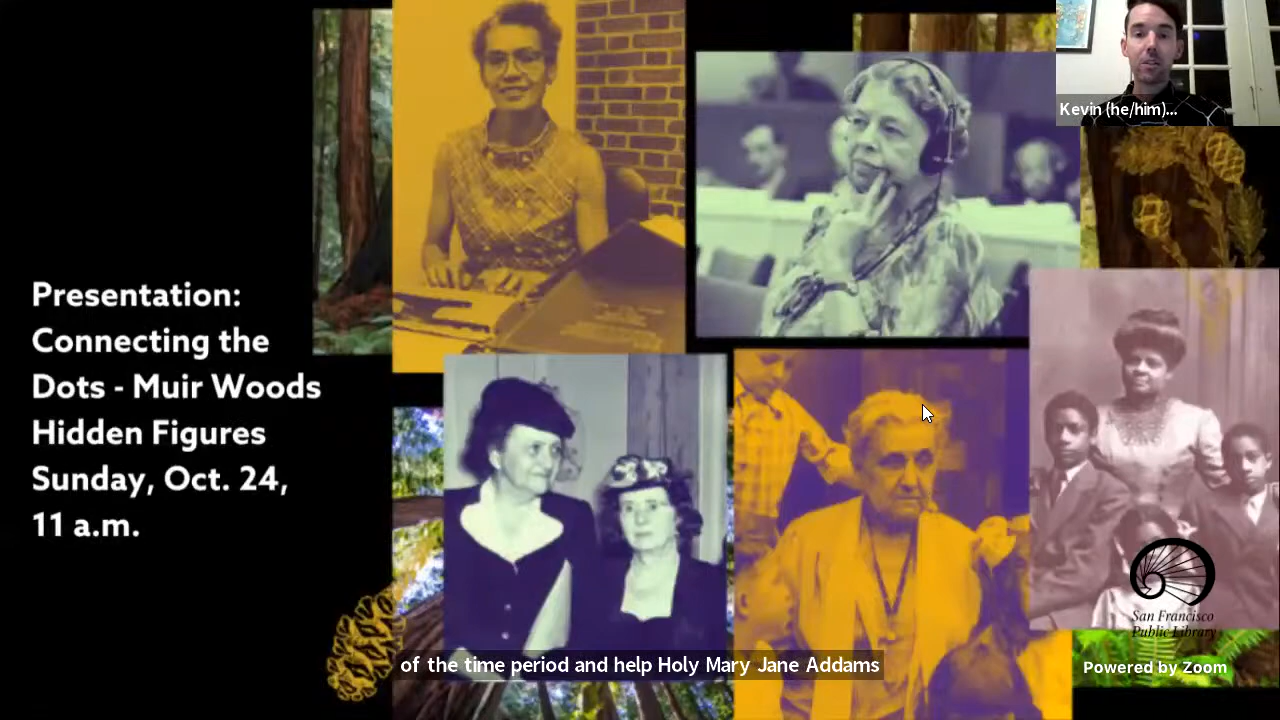 Kevin (he/him)...
Presentation:
Connecting the
Dots - Muir Woods
Hidden Figures
Sunday, Oct. 24,
11 a.m.
San Francisco
Public Library
of the time period and help Holy Mary Jane Addams
Powered by Zoom